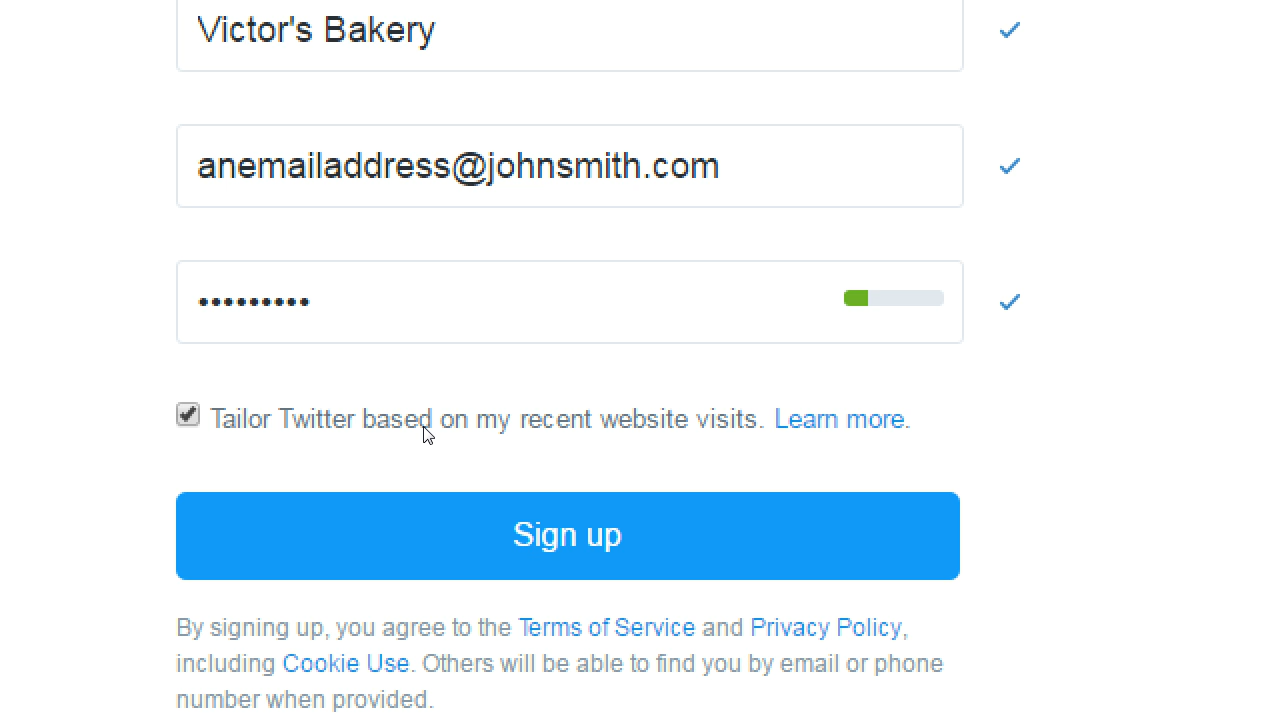 Victor's Bakery
anemailaddress@johnsmith.com
•••••••••
Tailor Twitter based on my recent website visits. Learn more.
Sign up
By signing up, you agree to the Terms of Service and Privacy Policy,
including Cookie Use. Others will be able to find you by email or phone
number when provided.